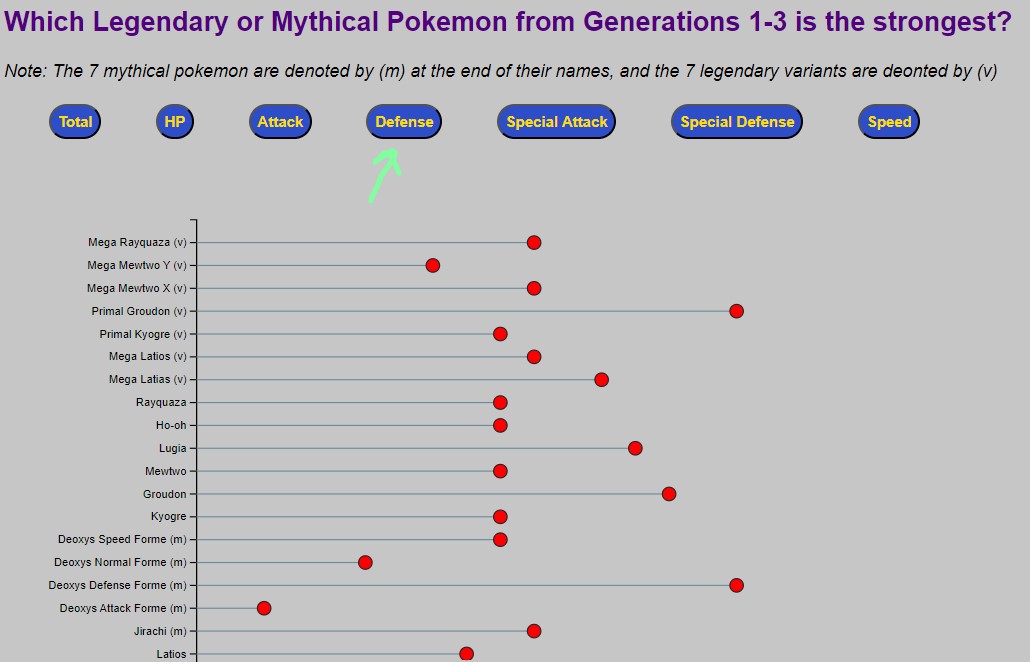 Which Legendary or Mythical Pokemon from Generations 1-3 is the strongest?
Note: The 7 mythical pokemon are denoted by (m) at the end of their names, and the 7 legendary variants are deonted by (v)
Total HP Attack Defense Special Attack Special Defense Speed
Mega Rayquaza (v)
Mega Mewtwo Y (v)
Mega Mewtwo X (v)
Primal Groudon (v)
Primal Kyogre (v)
Mega Latios (v)
Mega Latias (v)
Rayquaza
Ho-oh
Lugia
Mewtwo
Groudon
Kyogre
Deoxys Speed Forme (m)
Deoxys Normal Forme (m)
Deoxys Defense Forme (m)
Deoxys Attack Forme (m)
Jirachi (m)
Latios